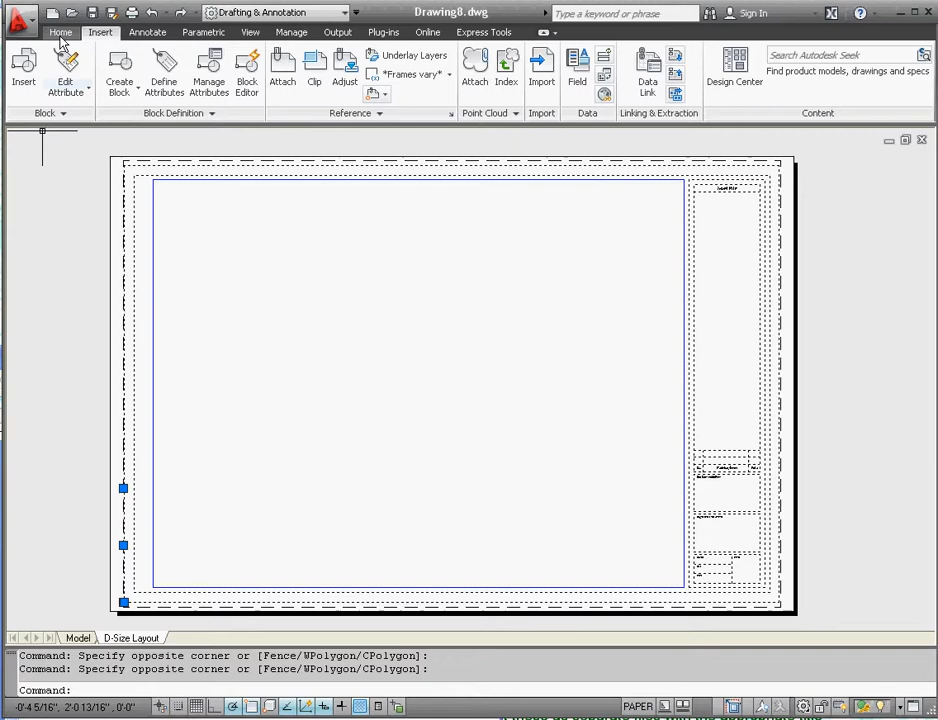 Drafting & Annotation
Drawing8.dwg
Type a keyword or phrase
Sign In
Home
Insert
Annotate
Parametric
View
Manage
Output
Plug-ins
Online
Express Tools
Insert
Edit Attribute
Create Block
Define Attributes
Manage Attributes
Block Editor
Attach
Clip
Adjust
Underlay Layers
*Frames vary*
Attach
Index
Import
Field
Data Link
Design Center
Search Autodesk Seek
Find product models, drawings and specs
Block
Block Definition
Reference
Point Cloud
Import
Data
Linking & Extraction
Content
Model
D-Size Layout
Command: Specify opposite corner or [Fence/WPolygon/CPolygon]:
Command: Specify opposite corner or [Fence/WPolygon/CPolygon]:
Command:
-0'-4 5/16", 2'-0 13/16", 0'-0"
PAPER